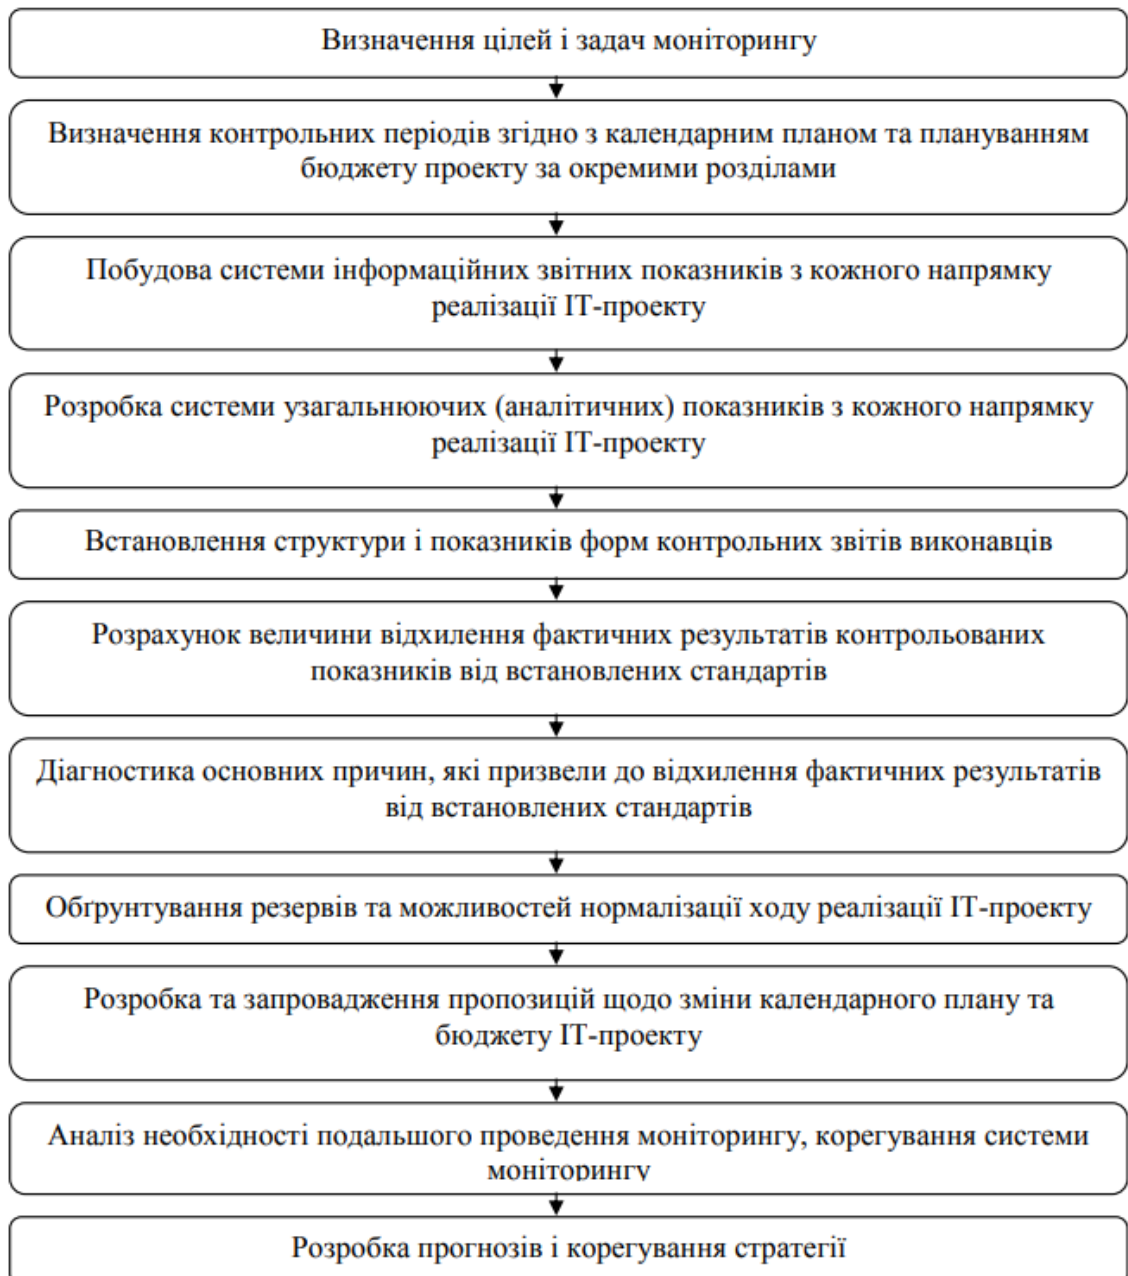 Визначення цілей і задач моніторингу
Визначення контрольних періодів згідно з календарним планом та плануванням
бюджету проекту за окремими розділами
Побудова системи інформаційних звітних показників з кожного напрямку
реалізації ІТ-проекту
Розробка системи узагальнюючих (аналітичних) показників з кожного напрямку
реалізації ІТ-проекту
Встановлення структури і показників форм контрольних звітів виконавців
Розрахунок величини відхилення фактичних результатів контрольованих
показників від встановлених стандартів
Діагностика основних причин, які призвели до відхилення фактичних результатів
від встановлених стандартів
Обґрунтування резервів та можливостей нормалізації ходу реалізації ІТ-проекту
Розробка та запровадження пропозицій щодо зміни календарного плану та
бюджету ІТ-проекту
Аналіз необхідності подальшого проведення моніторингу, корегування системи
моніторингу
Розробка прогнозів і корегування стратегії